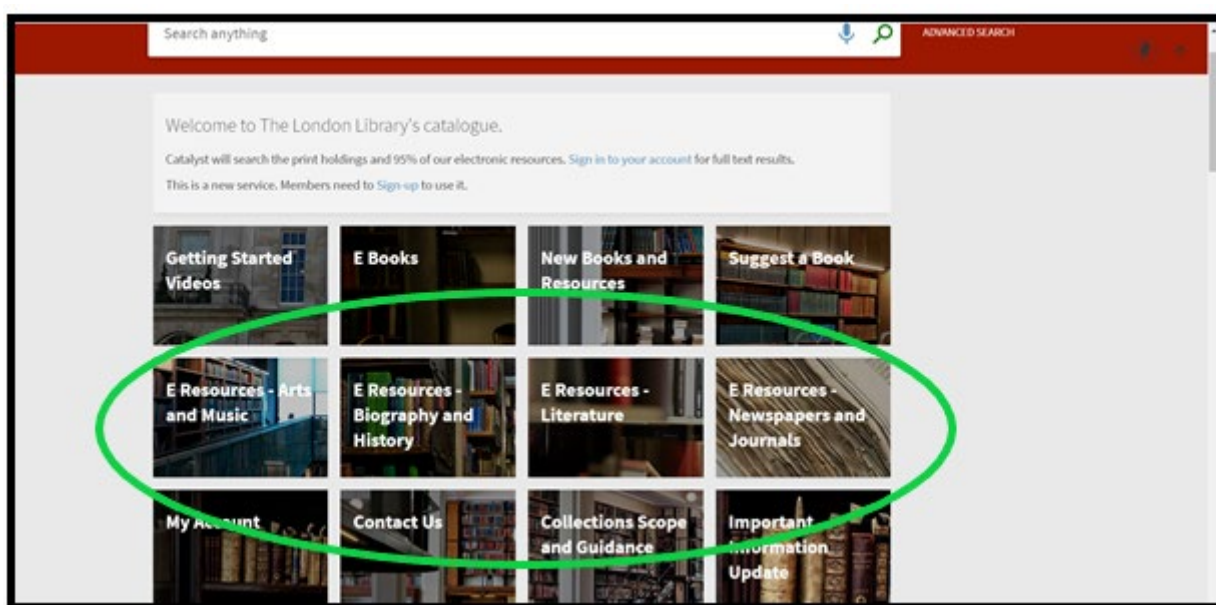 Search anything
ADVANCED SEARCH
Welcome to The London Library's catalogue.
Catalyst will search the print holdings and 95% of our electronic resources. Sign in to your account for full text results.
This is a new service. Members need to Sign-up to use it.
Getting Started
Videos
E Books
New Books and
Resources
Suggest a Book
E Resources - Arts
and Music
E Resources -
Biography and
History
E Resources -
Literature
E Resources -
Newspapers and
Journals
My Account
Contact Us
Collections Scope
and Guidance
Important
Information
Update